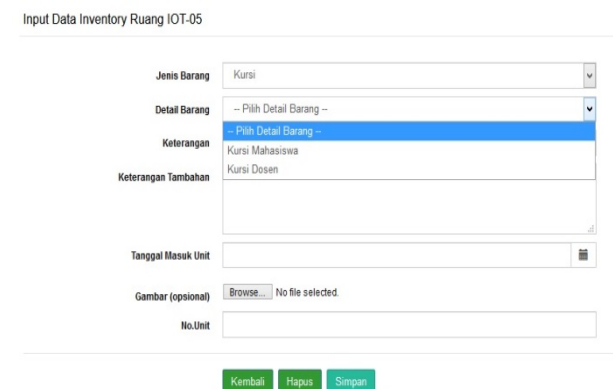 Input Data Inventory Ruang IOT-05
Jenis Barang Kursi
Detail Barang -- Pilih Detail Barang --
-- Pilih Detail Barang --
Keterangan
Kursi Mahasiswa
Kursi Dosen
Keterangan Tambahan
Tanggal Masuk Unit
Gambar (opsional) Browse... No file selected.
No.Unit
Kembali Hapus Simpan